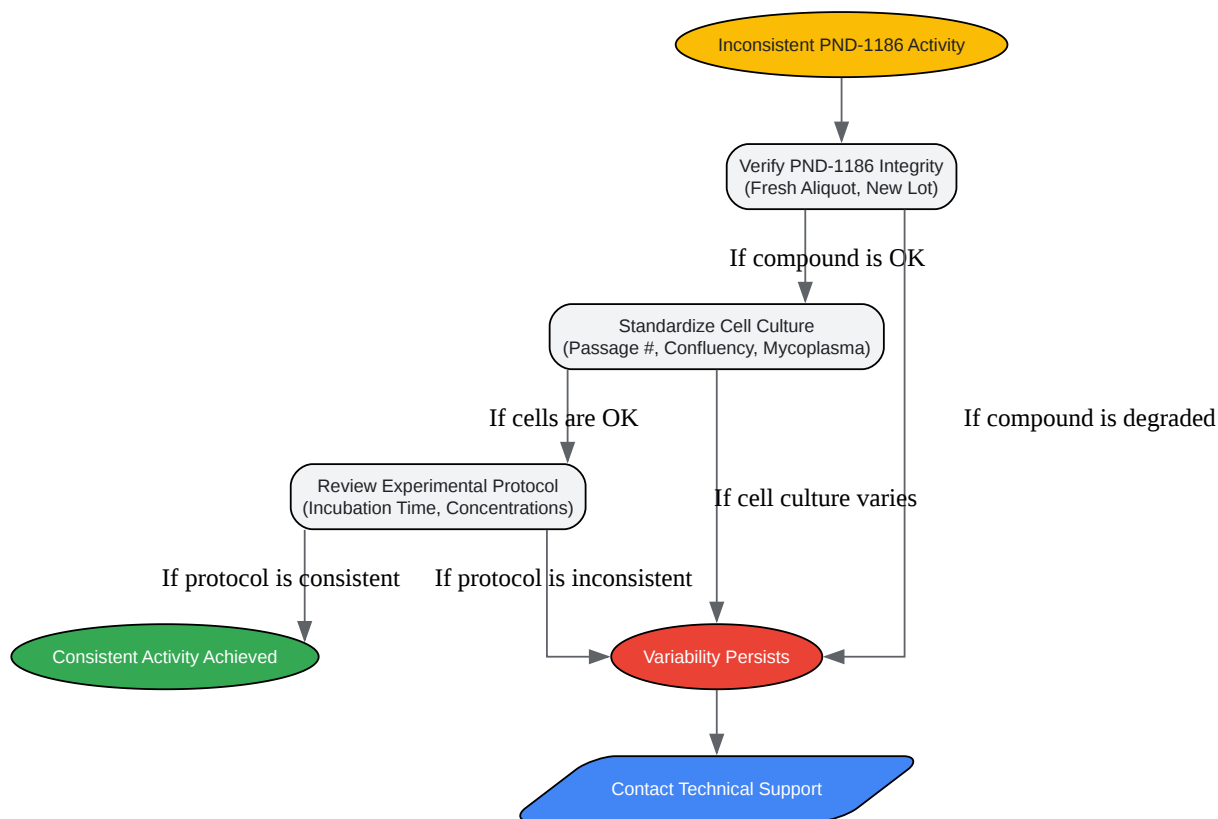 Inconsistent PND-1186 Activity
Verify PND-1186 Integrity
(Fresh Aliquot, New Lot)
If compound is OK
Standardize Cell Culture
(Passage #, Confluency, Mycoplasma)
If cells are OK
If compound is degraded
Review Experimental Protocol
(Incubation Time, Concentrations)
If cell culture varies
If protocol is consistent
If protocol is inconsistent
Consistent Activity Achieved
Variability Persists
Contact Technical Support